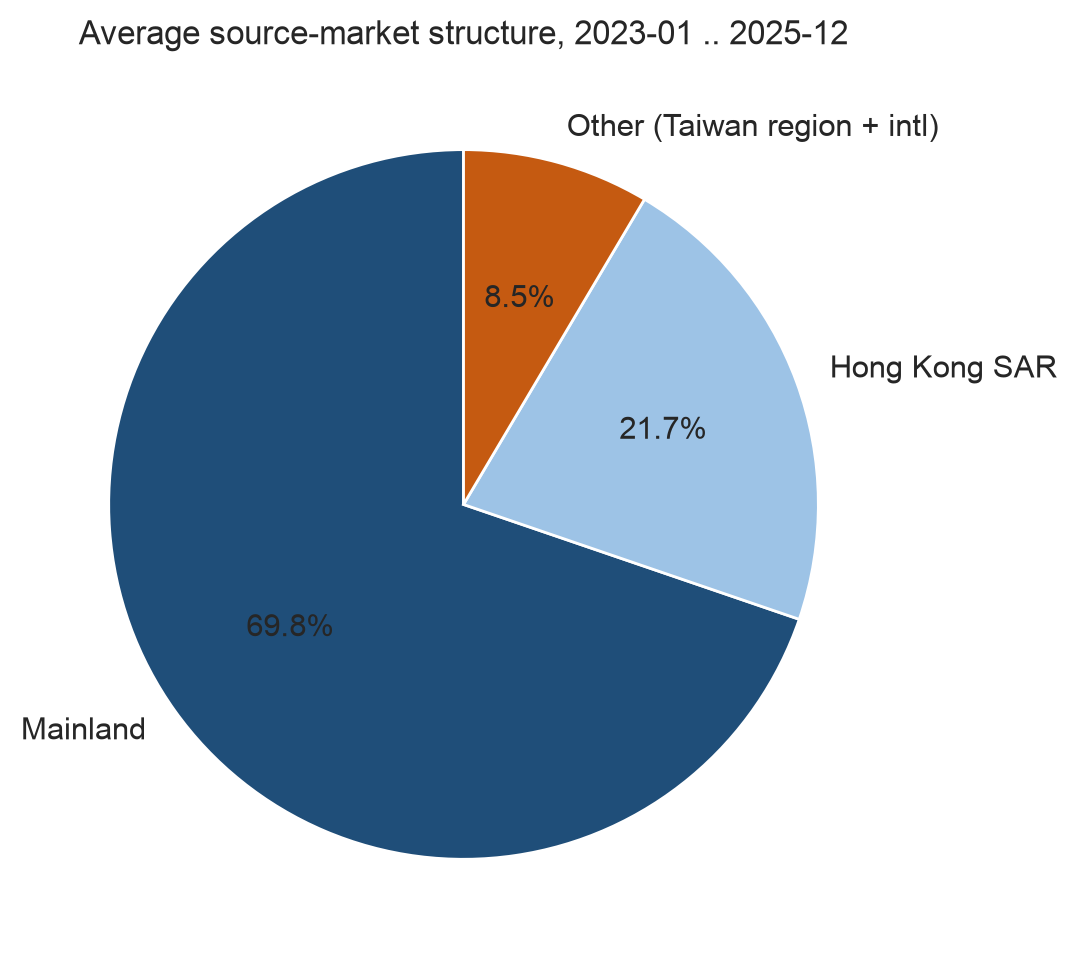 Average source-market structure, 2023-01 .. 2025-12
Other (Taiwan region + intl)
8.5%
Hong Kong SAR
21.7%
69.8%
Mainland